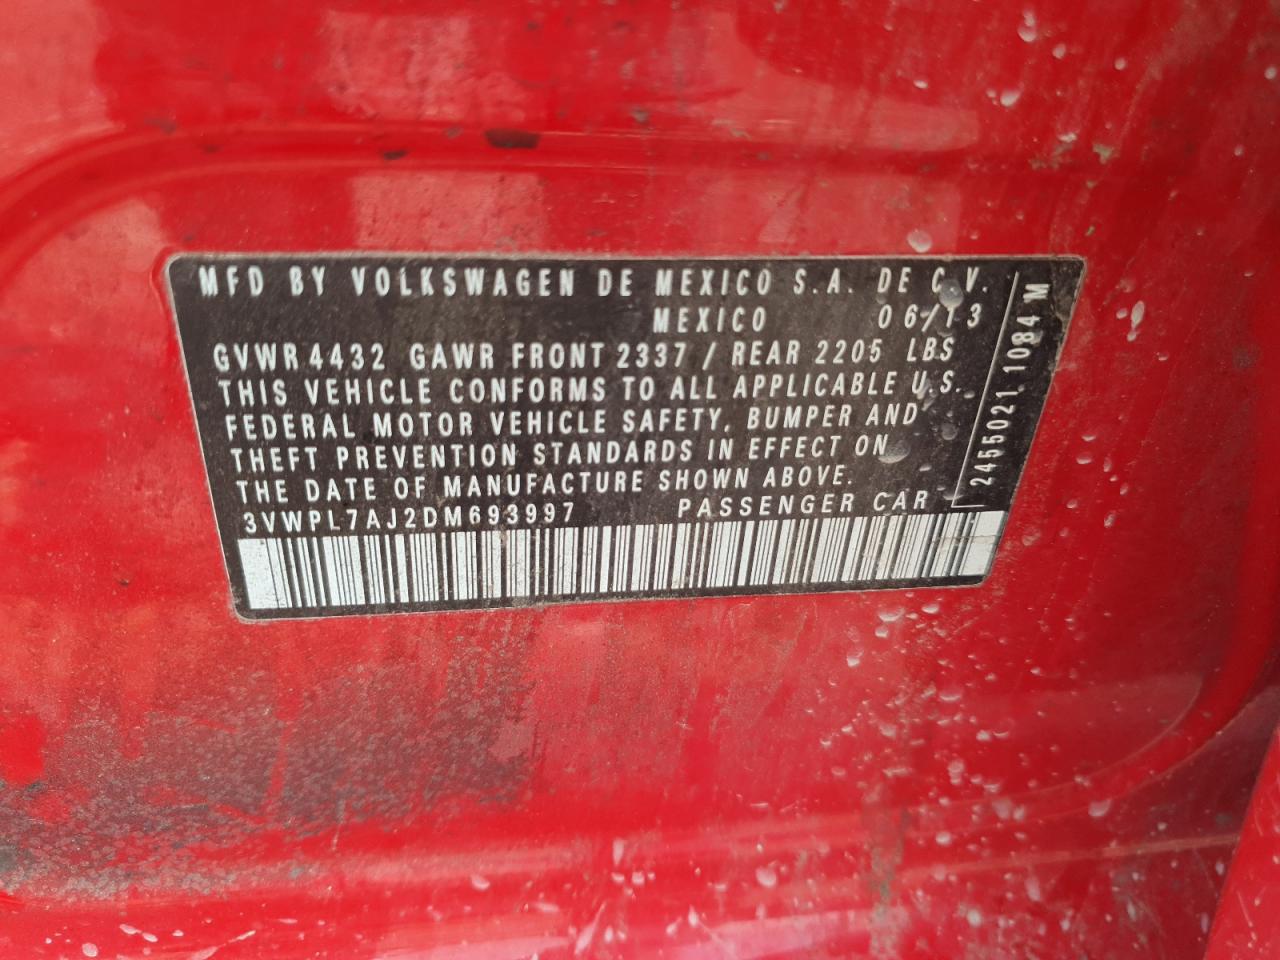 MFD BY VOLKSWAGEN DE MEXICO S.A. DE C.V.
MEXICO 06/13
GVWR 4432 GAWR FRONT 2337 / REAR 2205 LBS
THIS VEHICLE CONFORMS TO ALL APPLICABLE U.S.
FEDERAL MOTOR VEHICLE SAFETY, BUMPER AND
THEFT PREVENTION STANDARDS IN EFFECT ON
THE DATE OF MANUFACTURE SHOWN ABOVE.
3VWPL7AJ2DM693997 PASSENGER CAR
2455021 1084 M